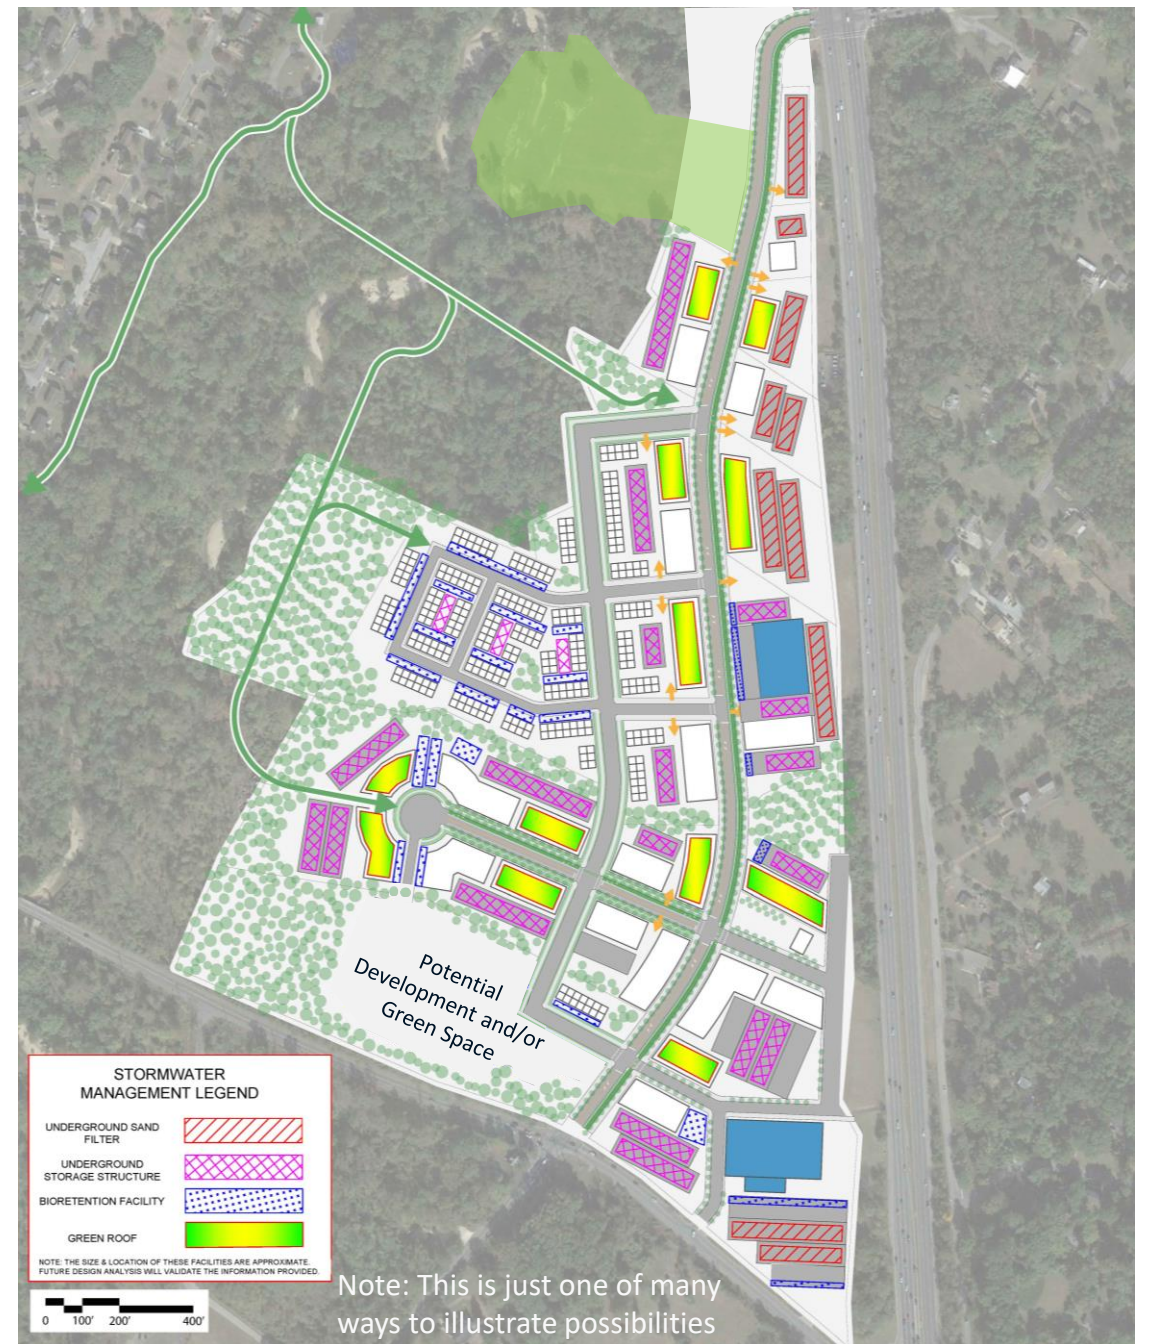 Potential
Development and/or
Green Space
STORMWATER
MANAGEMENT LEGEND
UNDERGROUND SAND
FILTER
UNDERGROUND
STORAGE STRUCTURE
BIORETENTION FACILITY
GREEN ROOF
NOTE: THE SIZE & LOCATION OF THESE FACILITIES ARE APPROXIMATE.
FUTURE DESIGN ANALYSIS WILL VALIDATE THE INFORMATION PROVIDED.
0 100' 200' 400'
Note: This is just one of many
ways to illustrate possibilities